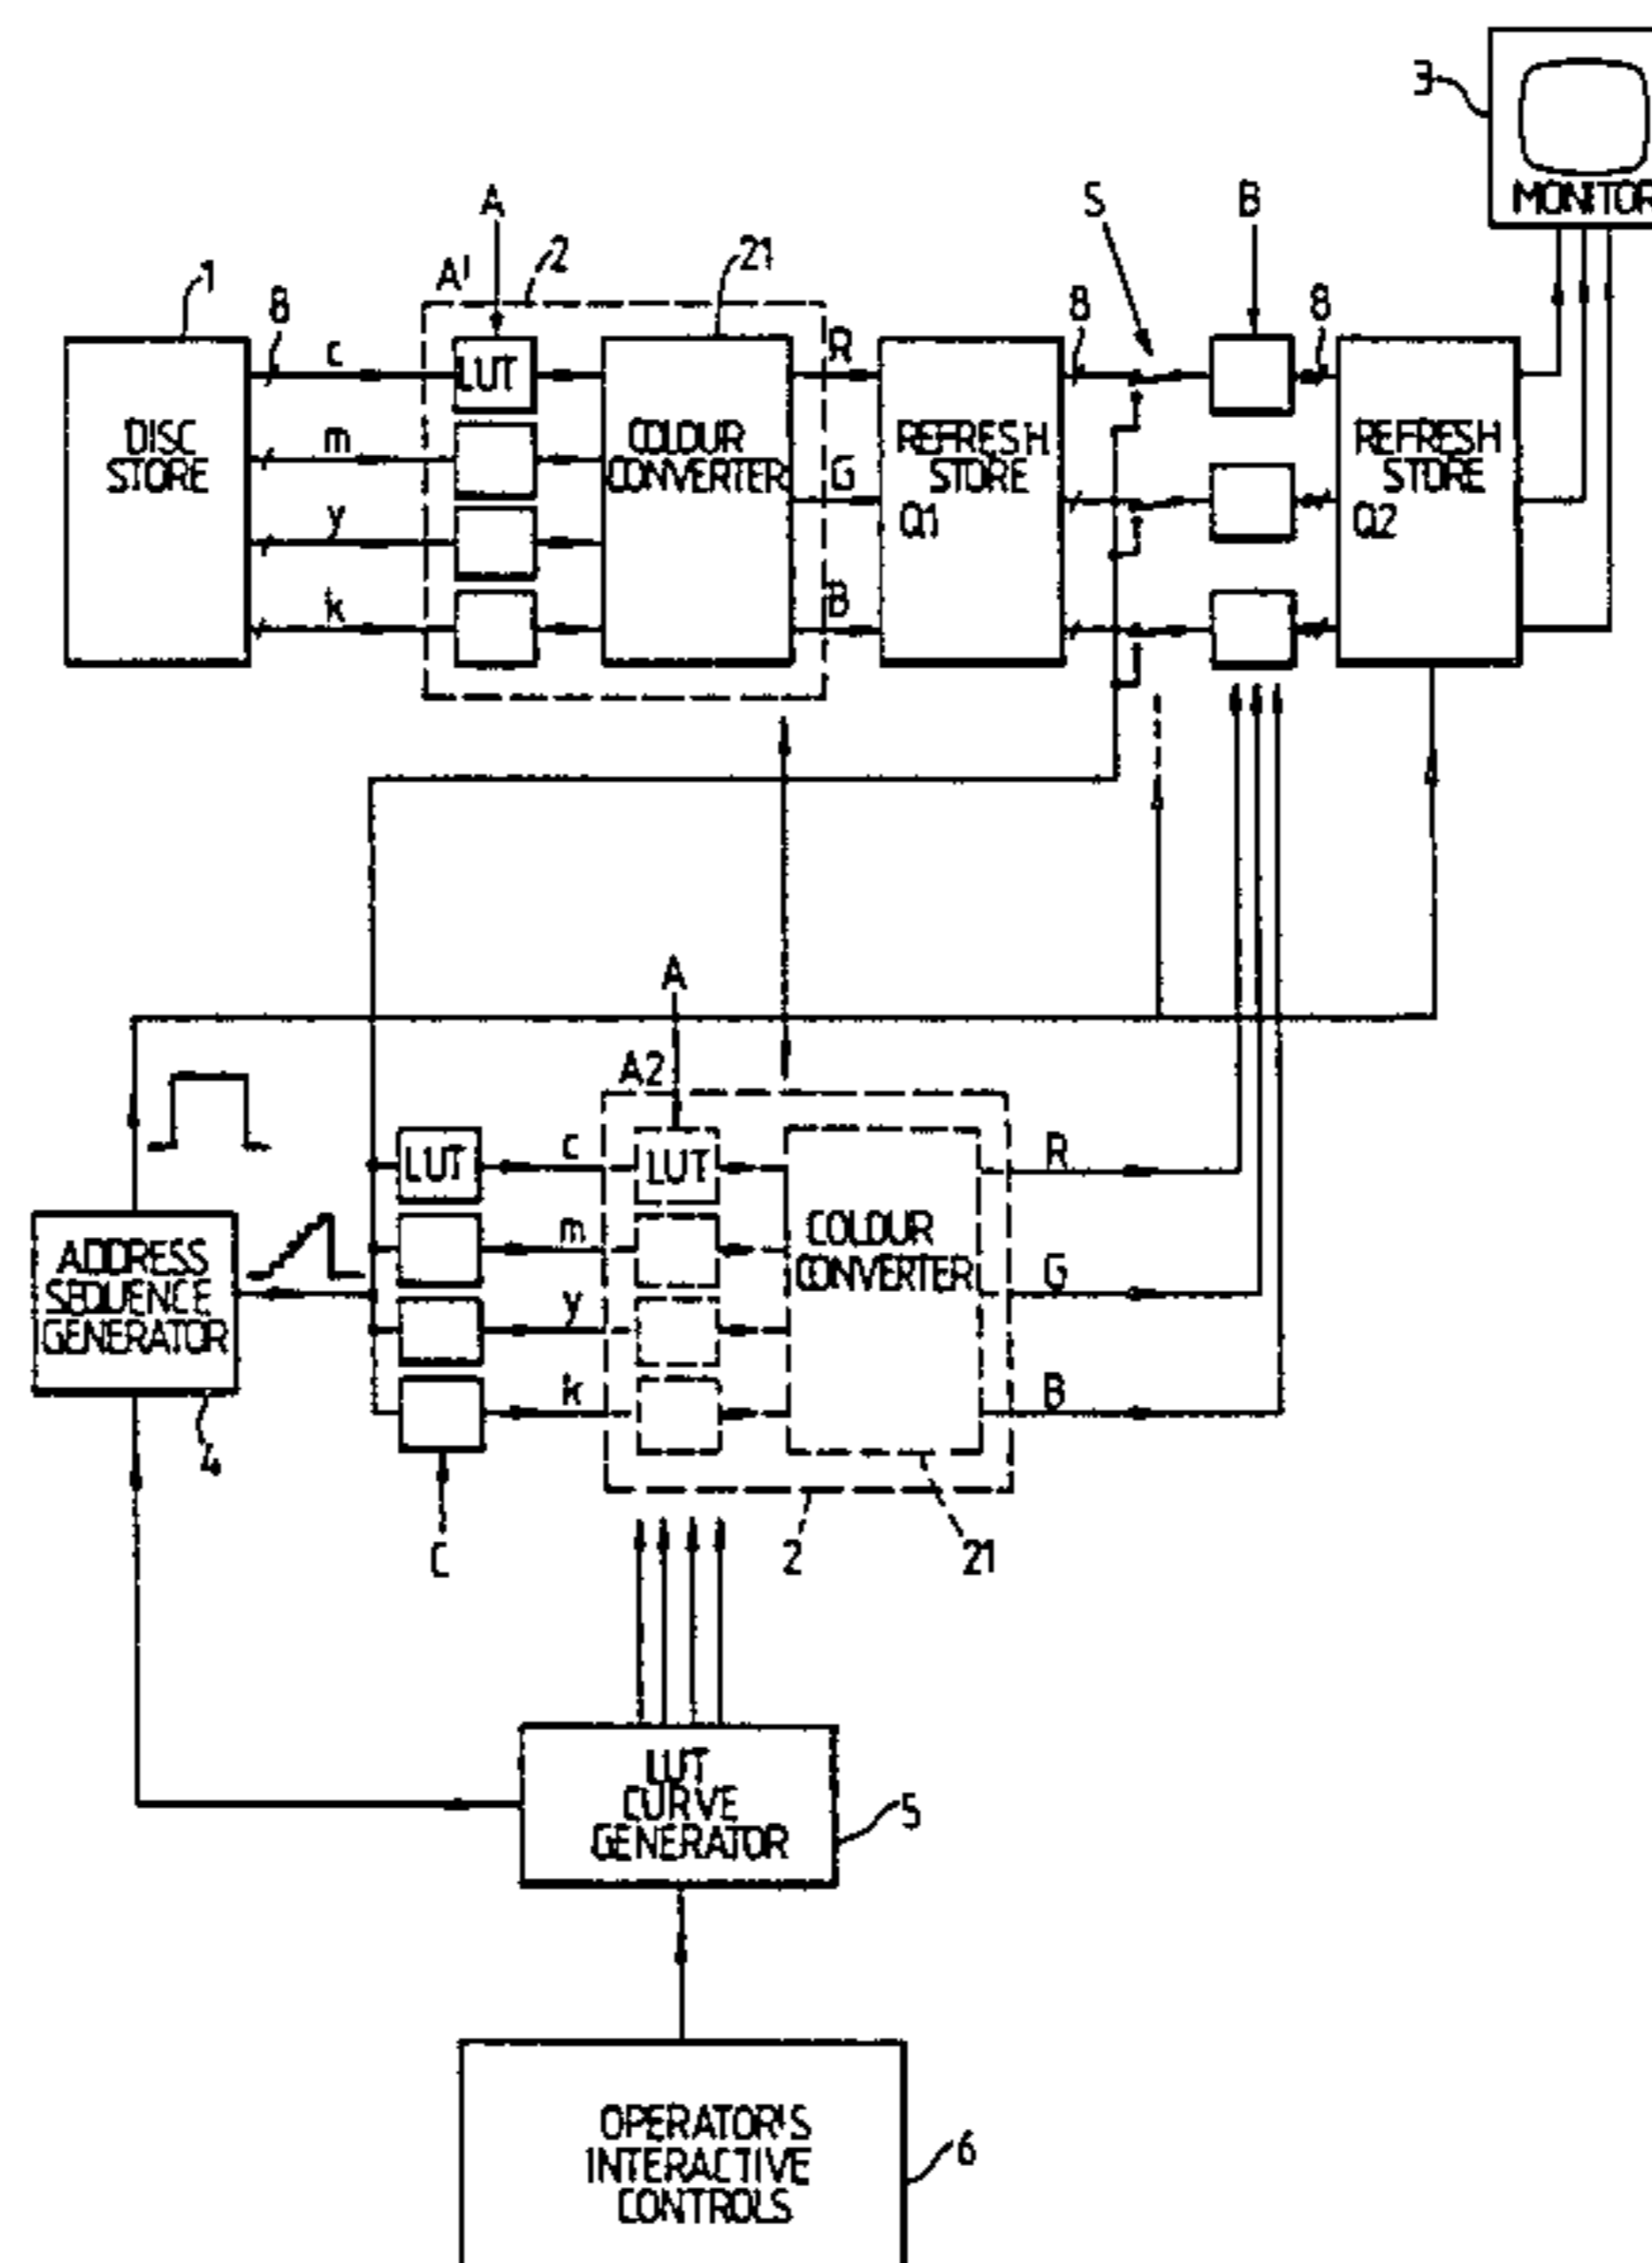 3
MONITOR
A
S
B
A'
2
21
1
8
8
8
c
LUT
R
DISC
STORE
m
COLOUR
CONVERTER
G
REFRESH
STORE
Q1
REFRESH
STORE
Q2
y
k
B
A
A2
LUT
c
LUT
R
m
COLOUR
CONVERTER
G
y
k
B
ADDRESS
SEQUENCE
GENERATOR
4
C
2
21
LUT
CURVE
GENERATOR
5
OPERATOR'S
INTERACTIVE
CONTROLS
6